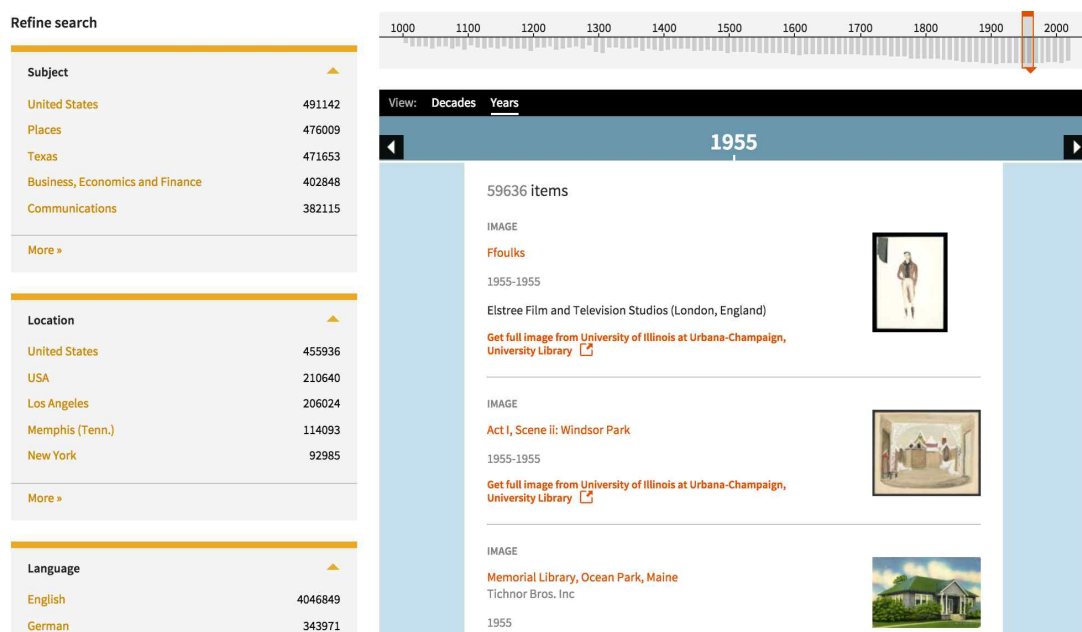 Refine search
Subject
United States 491142
Places 476009
Texas 471653
Business, Economics and Finance 402848
Communications 382115
More »
Location
United States 455936
USA 210640
Los Angeles 206024
Memphis (Tenn.) 114093
New York 92985
More »
Language
English 4046849
German 343971
1000 1100 1200 1300 1400 1500 1600 1700 1800 1900 2000
View: Decades Years
1955
59636 items
IMAGE
Ffoulks
1955-1955
Elstree Film and Television Studios (London, England)
Get full image from University of Illinois at Urbana-Champaign,
University Library
IMAGE
Act I, Scene ii: Windsor Park
1955-1955
Get full image from University of Illinois at Urbana-Champaign,
University Library
IMAGE
Memorial Library, Ocean Park, Maine
Tichnor Bros. Inc
1955